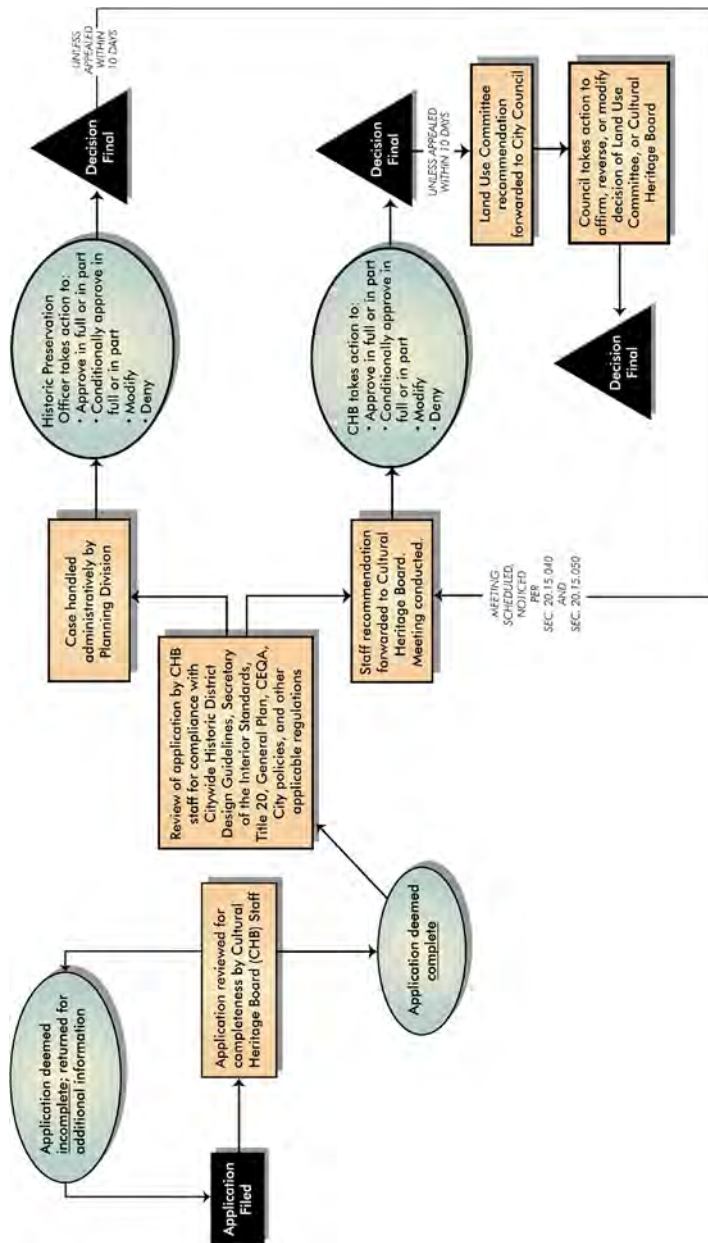 Application
Filed
Application deemed
incomplete; returned for
additional information
Application reviewed for
completeness by Cultural
Heritage Board (CHB) Staff
Application deemed
complete
Review of application by CHB
staff for compliance with
Citywide Historic District
Design Guidelines, Secretary
of the Interior Standards,
Title 20, General Plan, CEQA,
City policies, and other
applicable regulations
Case handled
administratively by
Planning Division
Historic Preservation
Officer takes action to:
• Approve in full or in part
• Conditionally approve in
full or in part
• Modify
• Deny
Decision
Final
UNLESS
APPEALED
WITHIN
10 DAYS
MEETING
SCHEDULED,
NOTICED
PER
SEC. 20.15.040
AND
SEC. 20.15.050
Staff recommendation
forwarded to Cultural
Heritage Board.
Meeting conducted.
CHB takes action to:
• Approve in full or in part
• Conditionally approve in
full or in part
• Modify
• Deny
Decision
Final
UNLESS APPEALED
WITHIN 10 DAYS
Land Use Committee
recommendation
forwarded to City Council
Council takes action to
affirm, reverse, or modify
decision of Land Use
Committee, or Cultural
Heritage Board
Decision
Final